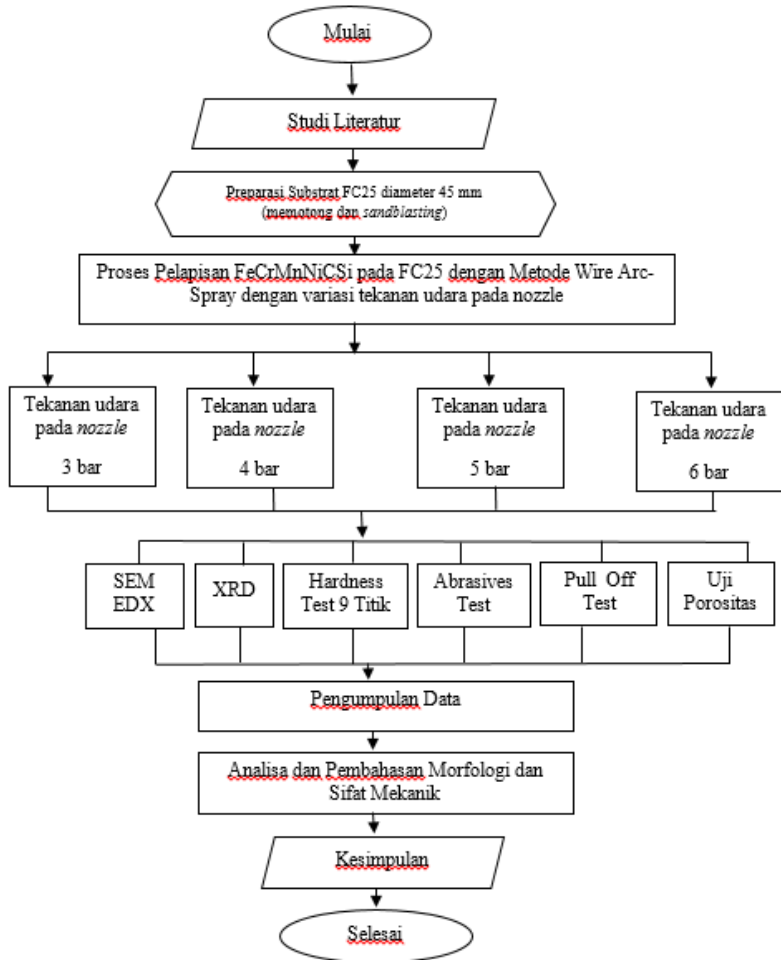 Mulai
Studi Literatur
Preparasi Substrat FC25 diameter 45 mm
(memotong dan sandblasting)
Proses Pelapisan FeCrMnNiCSi pada FC25 dengan Metode Wire Arc-
Spray dengan variasi tekanan udara pada nozzle
Tekanan udara
pada nozzle
3 bar
Tekanan udara
pada nozzle
4 bar
Tekanan udara
pada nozzle
5 bar
Tekanan udara
pada nozzle
6 bar
SEM
EDX
XRD
Hardness
Test 9 Titik
Abrasives
Test
Pull Off
Test
Uji
Porositas
Pengumpulan Data
Analisa dan Pembahasan Morfologi dan
Sifat Mekanik
Kesimpulan
Selesai